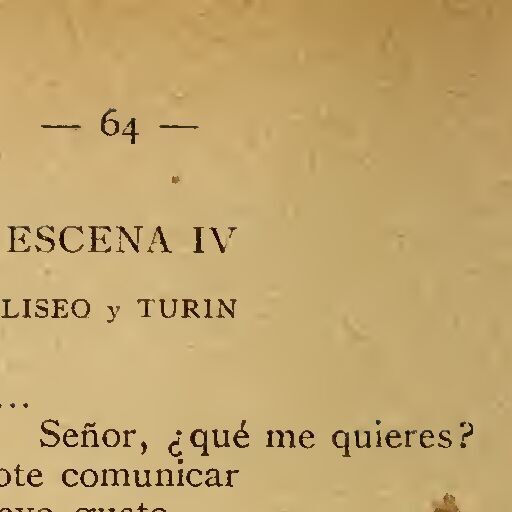 — 64 —
ESCENA IV
LISEO y TURIN
...
Señor, ¿qué me quieres?
ote comunicar